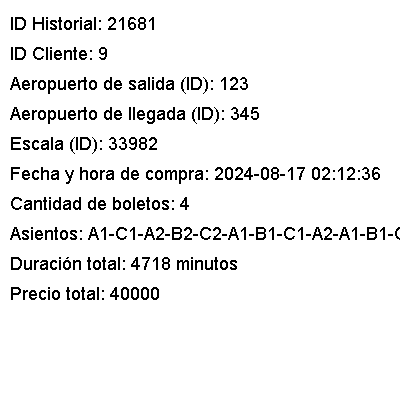 ID Historial: 21681
ID Cliente: 9
Aeropuerto de salida (ID): 123
Aeropuerto de llegada (ID): 345
Escala (ID): 33982
Fecha y hora de compra: 2024-08-17 02:12:36
Cantidad de boletos: 4
Asientos: A1-C1-A2-B2-C2-A1-B1-C1-A2-A1-B1-
Duración total: 4718 minutos
Precio total: 40000